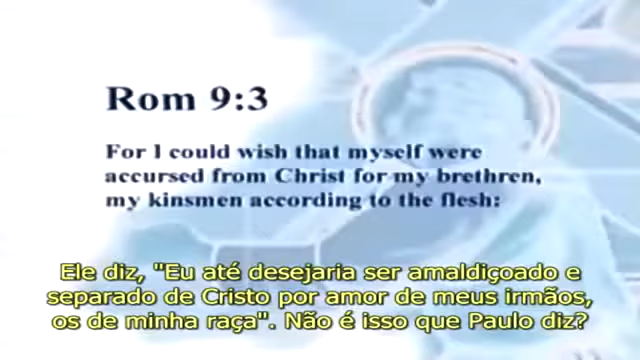 Rom 9:3
For I could wish that myself were
accursed from Christ for my brethren,
my kinsmen according to the flesh:
Ele diz, "Eu até desejaria ser amaldiçoado e
separado de Cristo por amor de meus irmãos,
os de minha raça". Não é isso que Paulo diz?